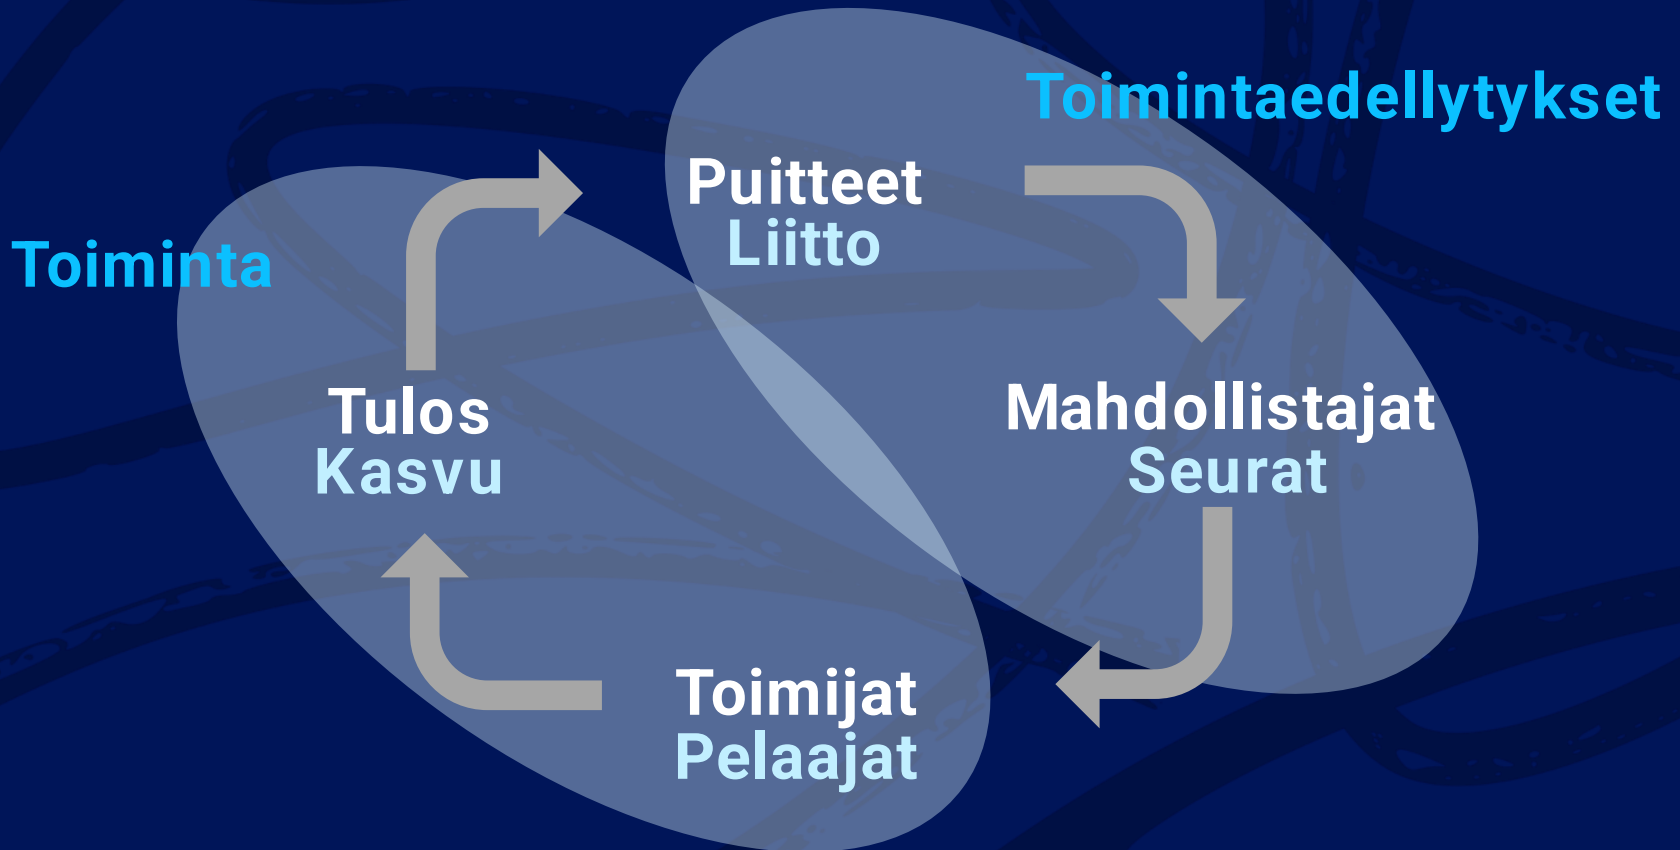 Toimintaedellytykset
Puitteet
Liitto
Toiminta
Tulos
Kasvu
Mahdollistajat
Seurat
Toimijat
Pelaajat